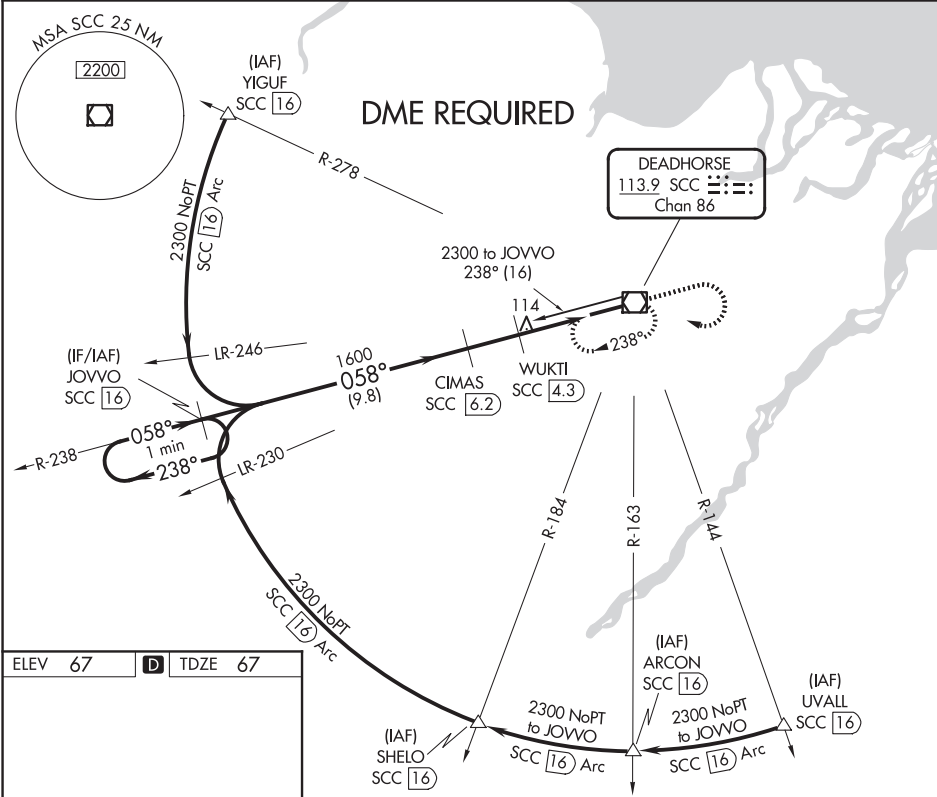 MSA SCC 25 NM
2200
(IAF)
YIGUF
SCC 16
DME REQUIRED
R-278
DEADHORSE
113.9 SCC
Chan 86
2300 NoPT
SCC 16 Arc
2300 to JOVVO
238° (16)
114
238°
LR-246
(IF/IAF)
JOVVO
SCC 16
1600
058°
(9.8)
CIMAS
SCC 6.2
WUKTI
SCC 4.3
058°
1 min
238°
R-238
LR-230
R-184
R-163
R-144
2300 NoPT
SCC 16 Arc
ELEV 67 D TDZE 67
(IAF)
ARCON
SCC 16
(IAF)
UVALL
SCC 16
2300 NoPT
to JOVVO
SCC 16 Arc
2300 NoPT
to JOVVO
SCC 16 Arc
(IAF)
SHELO
SCC 16